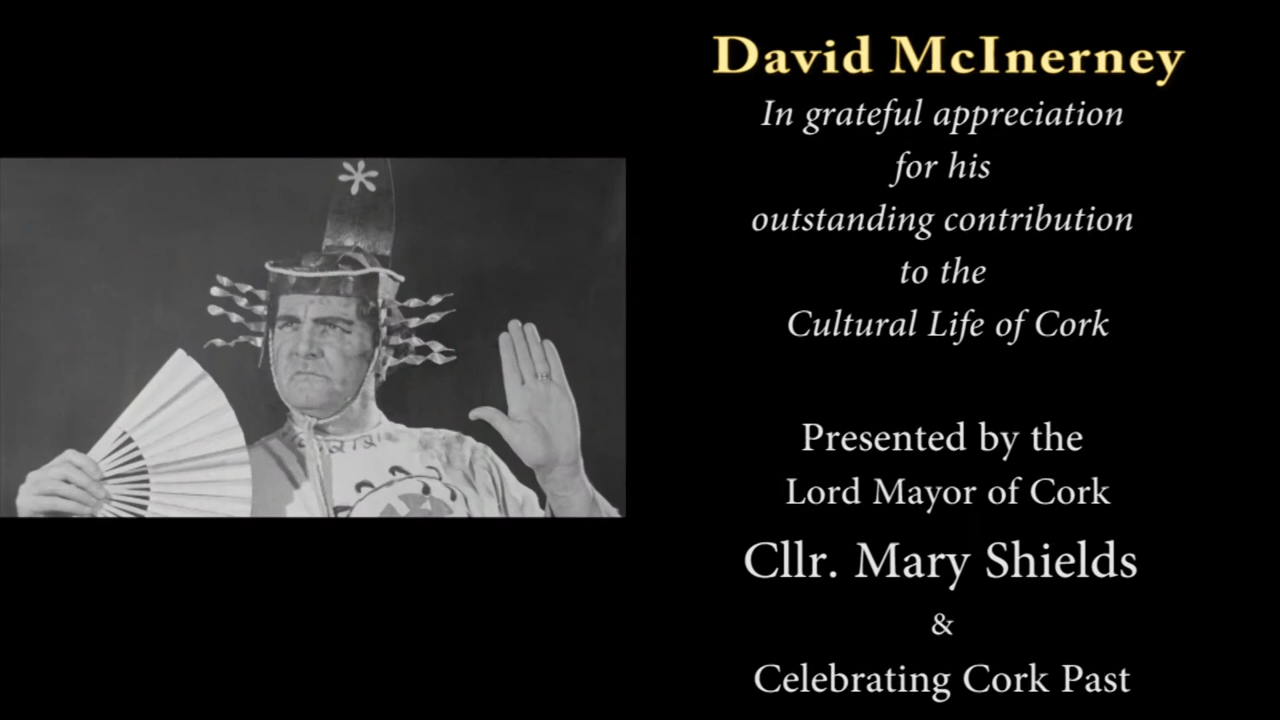 David McInerney
In grateful appreciation
for his
outstanding contribution
to the
Cultural Life of Cork
Presented by the
Lord Mayor of Cork
Cllr. Mary Shields
&
Celebrating Cork Past